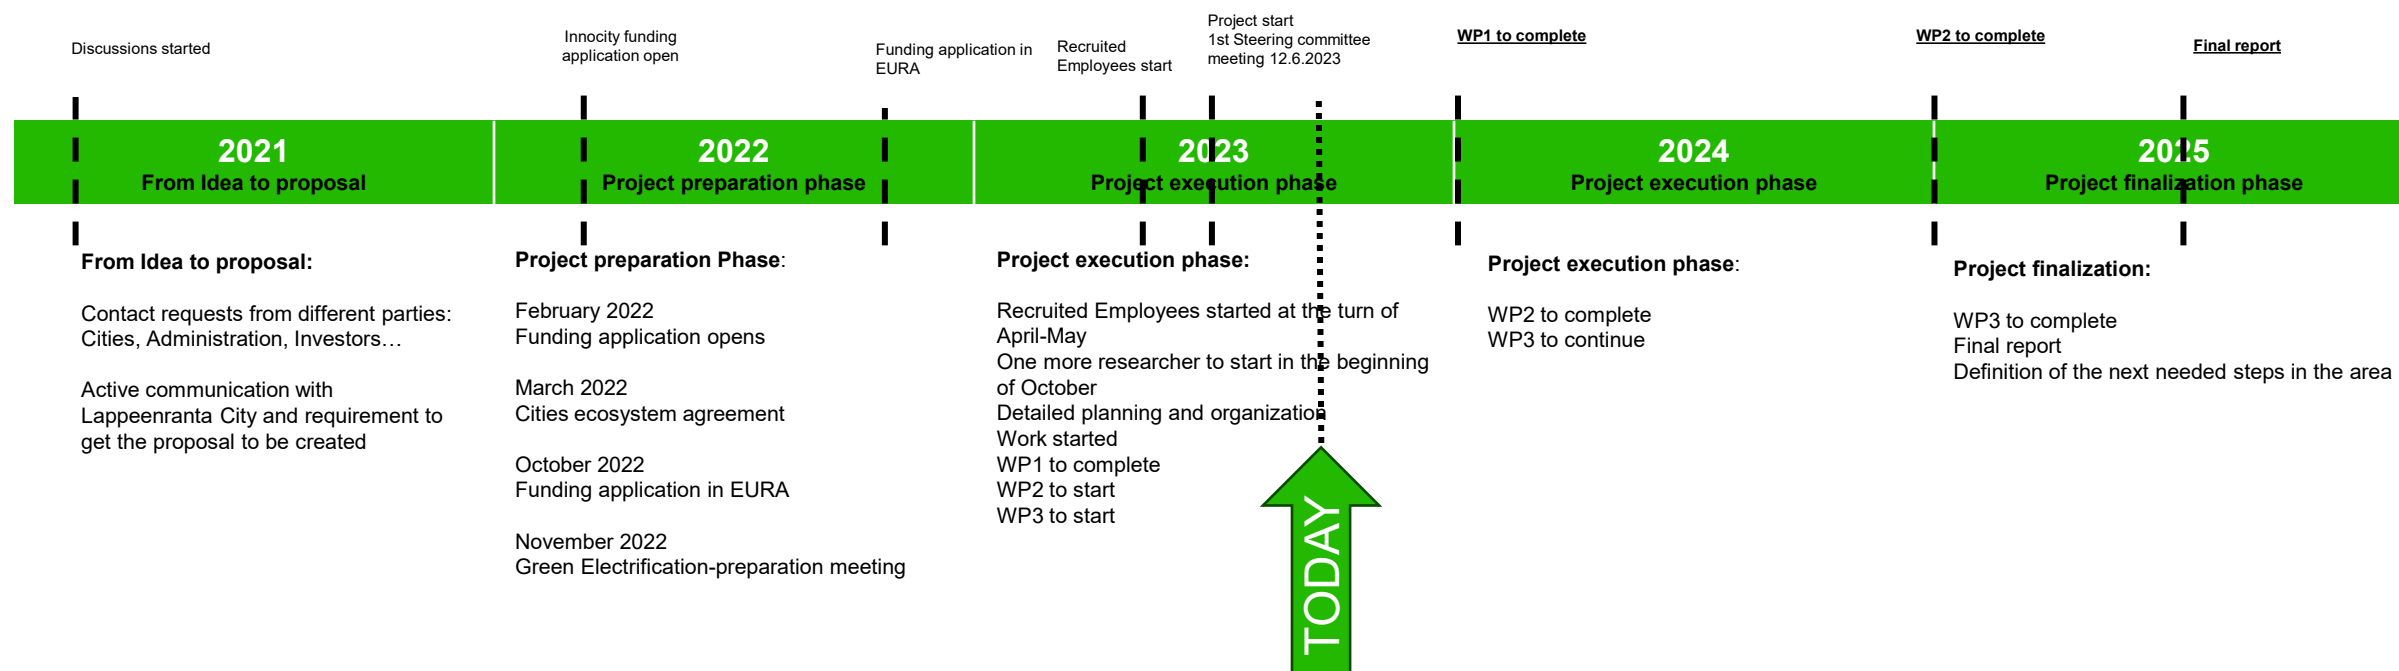 Discussions started
Innocity funding
application open
Funding application in
EURA
Recruited
Employees start
Project start
1st Steering committee
meeting 12.6.2023
WP1 to complete
WP2 to complete
Final report
2021
From Idea to proposal
2022
Project preparation phase
2023
Project execution phase
2024
Project execution phase
2025
Project finalization phase
From Idea to proposal:
Contact requests from different parties:
Cities, Administration, Investors…
Active communication with
Lappeenranta City and requirement to
get the proposal to be created
Project preparation Phase:
February 2022
Funding application opens
March 2022
Cities ecosystem agreement
October 2022
Funding application in EURA
November 2022
Green Electrification-preparation meeting
Project execution phase:
Recruited Employees started at the turn of
April-May
One more researcher to start in the beginning
of October
Detailed planning and organization
Work started
WP1 to complete
WP2 to start
WP3 to start
TODAY
Project execution phase:
WP2 to complete
WP3 to continue
Project finalization:
WP3 to complete
Final report
Definition of the next needed steps in the area